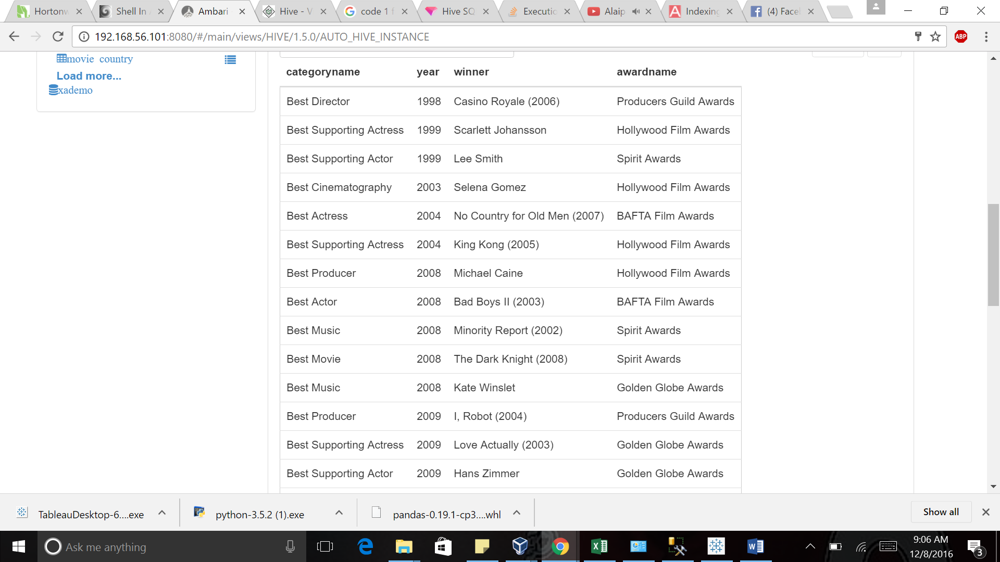 Hortonw
Shell In
Ambari
Hive - V
code 1 f
Hive SQ
Executio
Alaip
Indexing
(4) Face
192.168.56.101:8080/#/main/views/HIVE/1.5.0/AUTO_HIVE_INSTANCE
ABP
movie_country
Load more...
xademo
categoryname year winner awardname
Best Director 1998 Casino Royale (2006) Producers Guild Awards
Best Supporting Actress 1999 Scarlett Johansson Hollywood Film Awards
Best Supporting Actor 1999 Lee Smith Spirit Awards
Best Cinematography 2003 Selena Gomez Hollywood Film Awards
Best Actress 2004 No Country for Old Men (2007) BAFTA Film Awards
Best Supporting Actress 2004 King Kong (2005) Hollywood Film Awards
Best Producer 2008 Michael Caine Hollywood Film Awards
Best Actor 2008 Bad Boys II (2003) BAFTA Film Awards
Best Music 2008 Minority Report (2002) Spirit Awards
Best Movie 2008 The Dark Knight (2008) Spirit Awards
Best Music 2008 Kate Winslet Golden Globe Awards
Best Producer 2009 I, Robot (2004) Producers Guild Awards
Best Supporting Actress 2009 Love Actually (2003) Golden Globe Awards
Best Supporting Actor 2009 Hans Zimmer Golden Globe Awards
TableauDesktop-6....exe
python-3.5.2 (1).exe
pandas-0.19.1-cp3....whl
Show all
Ask me anything
9:06 AM
12/8/2016
3